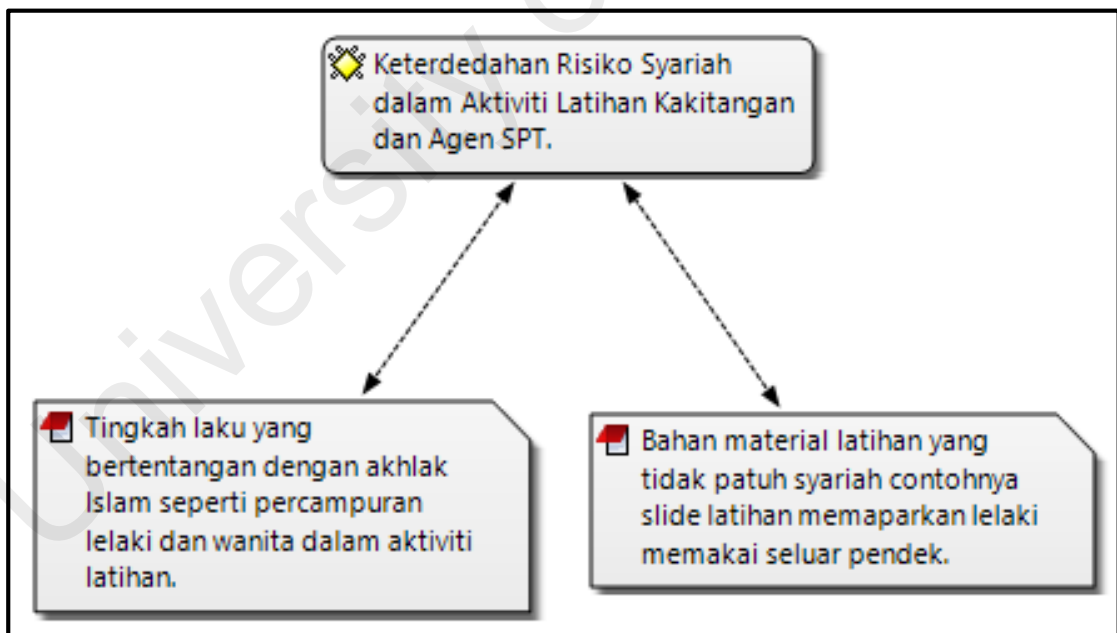 Keterdedahan Risiko Syariah
dalam Aktiviti Latihan Kakitangan
dan Agen SPT.
Tingkah laku yang
bertentangan dengan akhlak
Islam seperti percampuran
lelaki dan wanita dalam aktiviti
latihan.
Bahan material latihan yang
tidak patuh syariah contohnya
slide latihan memaparkan lelaki
memakai seluar pendek.
University